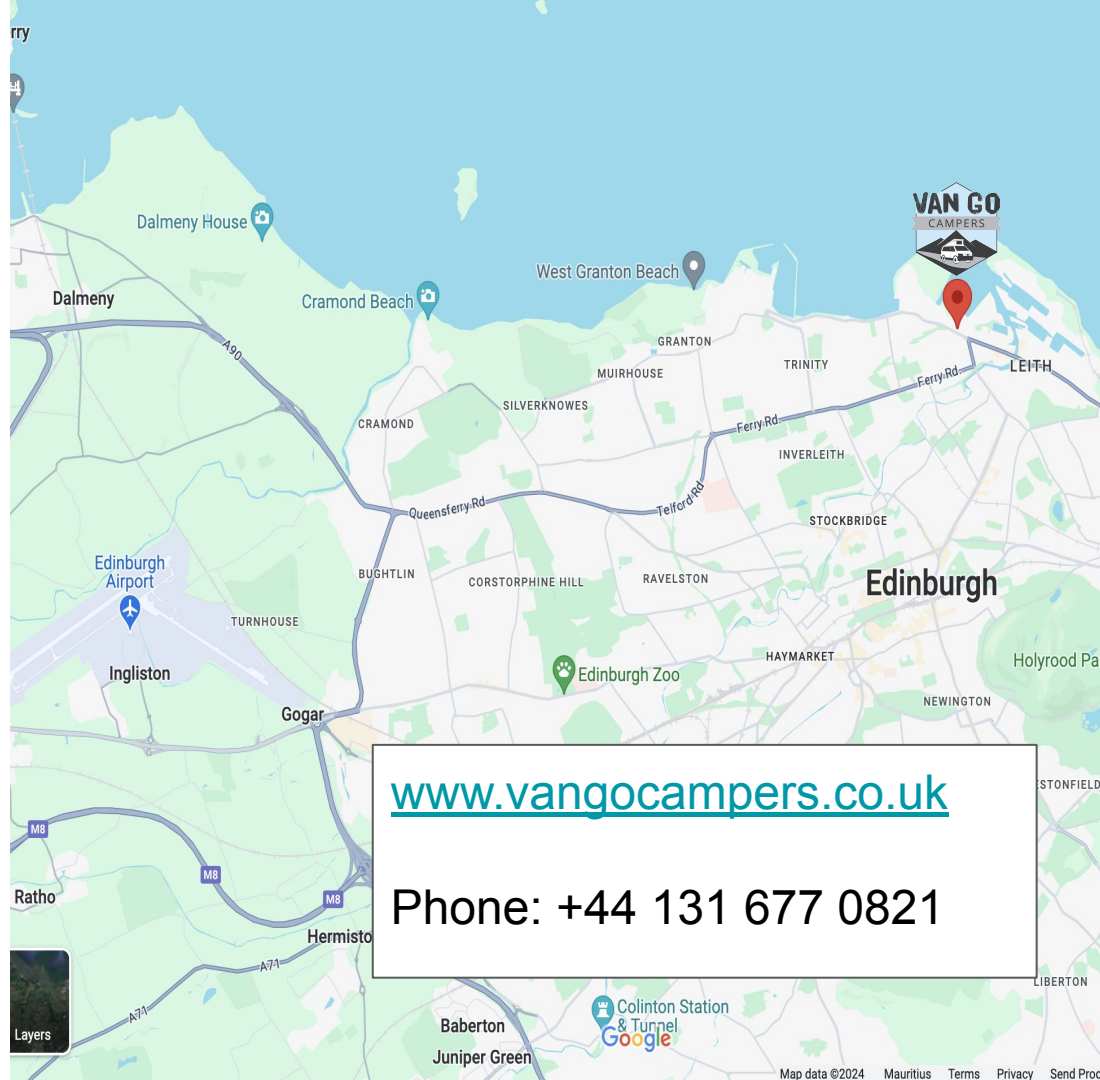 rry
VAN GO
CAMPERS
Dalmeny House
West Granton Beach
Dalmeny
Cramond Beach
A90
GRANTON
TRINITY
MUIRHOUSE
LEITH
Ferry Rd
SILVERKNOWES
CRAMOND
Ferry Rd
INVERLEITH
Queensferry Rd
Telford Rd
STOCKBRIDGE
Edinburgh
Airport
BUGHTLIN
CORSTORPHINE HILL
RAVELSTON
Edinburgh
TURNHOUSE
HAYMARKET
Holyrood Pa
Ingliston
Edinburgh Zoo
NEWINGTON
Gogar
www.vangocampers.co.uk
ESTONFIELD
M8
M8
Ratho
M8
Phone: +44 131 677 0821
Hermisto
A71
LIBERTON
A71
Colinton Station
& Tunnel
Layers
Baberton
Google
Juniper Green
Map data ©2024 Mauritius Terms Privacy Send Prod